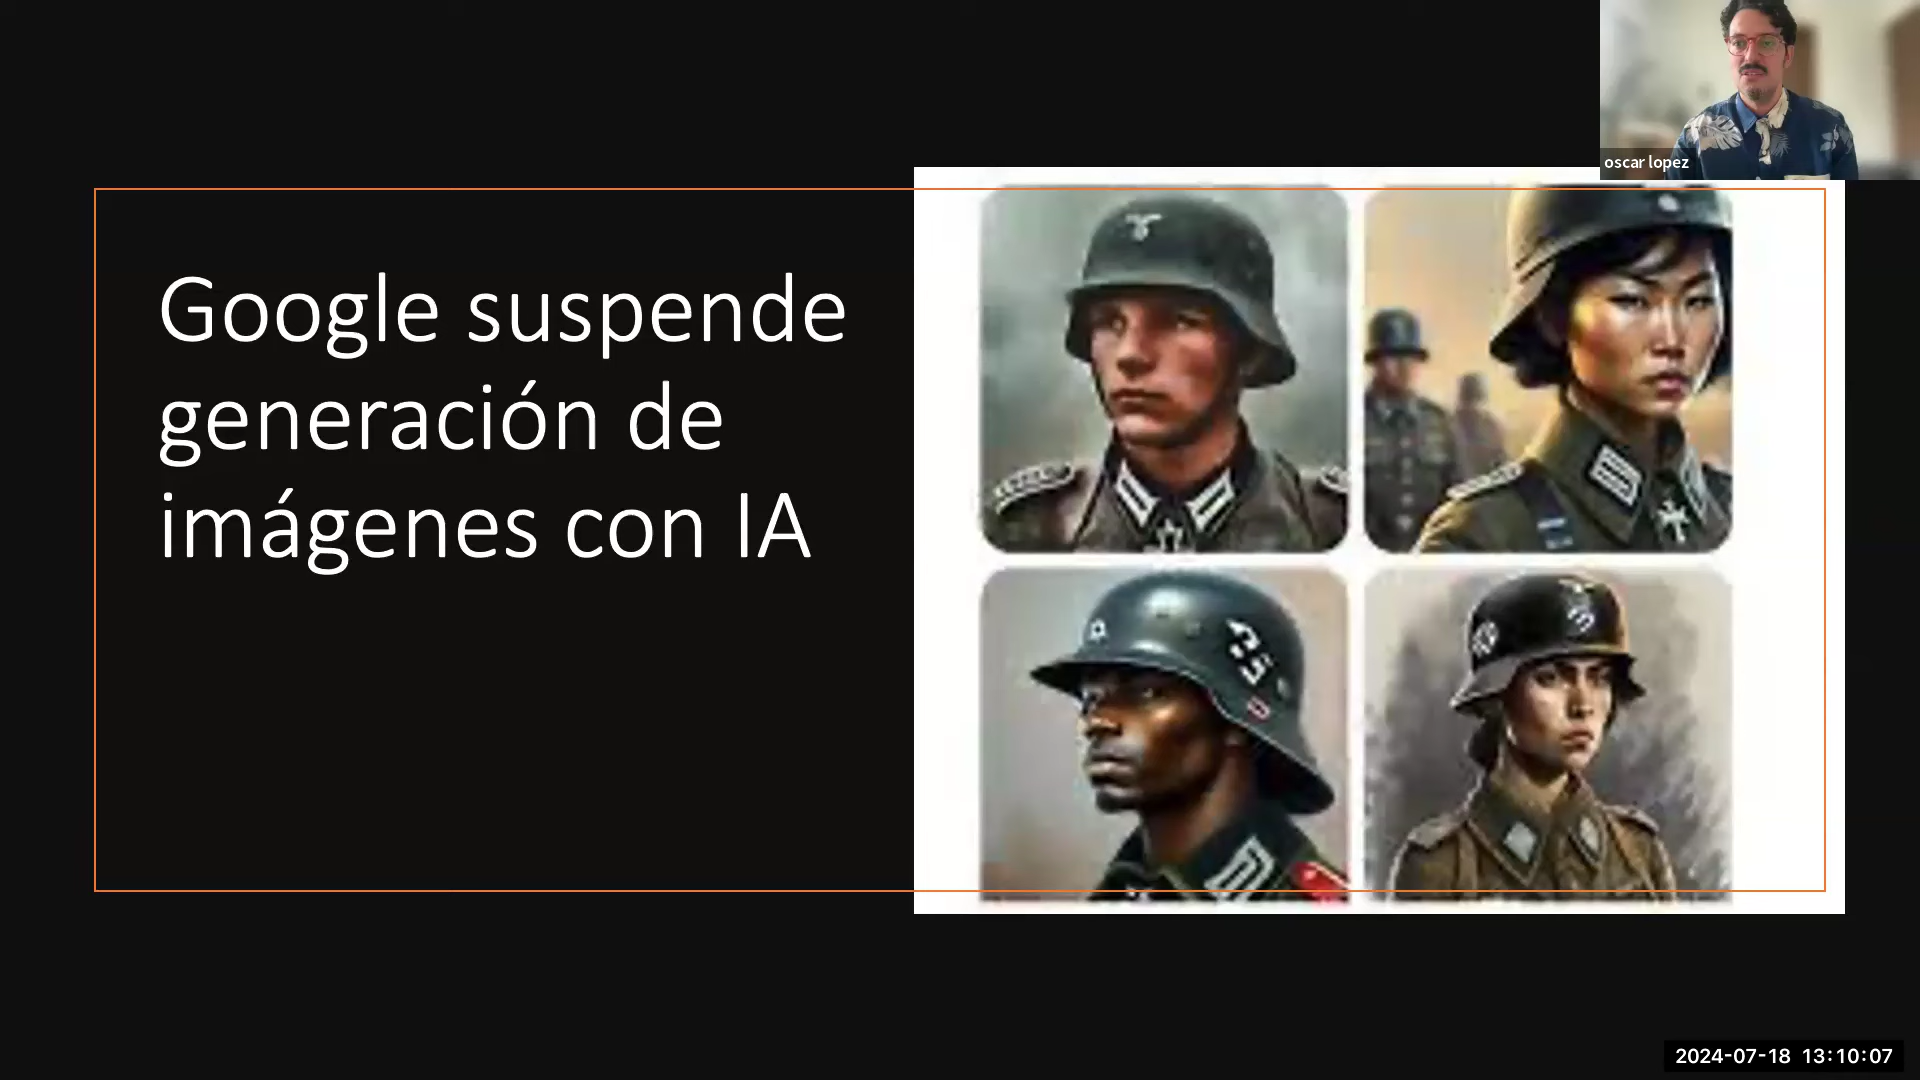 oscar lopez
Google suspende
generación de
imágenes con IA
2024-07-18 13:10:07